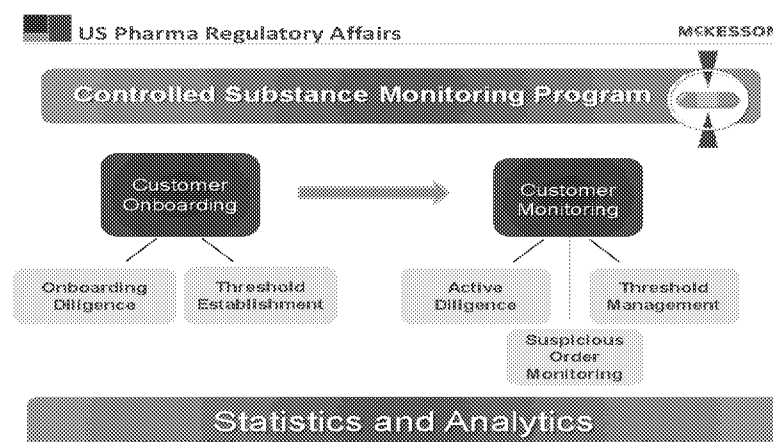 US Pharma Regulatory Affairs
MCKESSON
Controlled Substance Monitoring Program
Customer
Onboarding
Customer
Monitoring
Onboarding
Diligence
Threshold
Establishment
Active
Diligence
Threshold
Management
Suspicious
Order
Monitoring
Statistics and Analytics